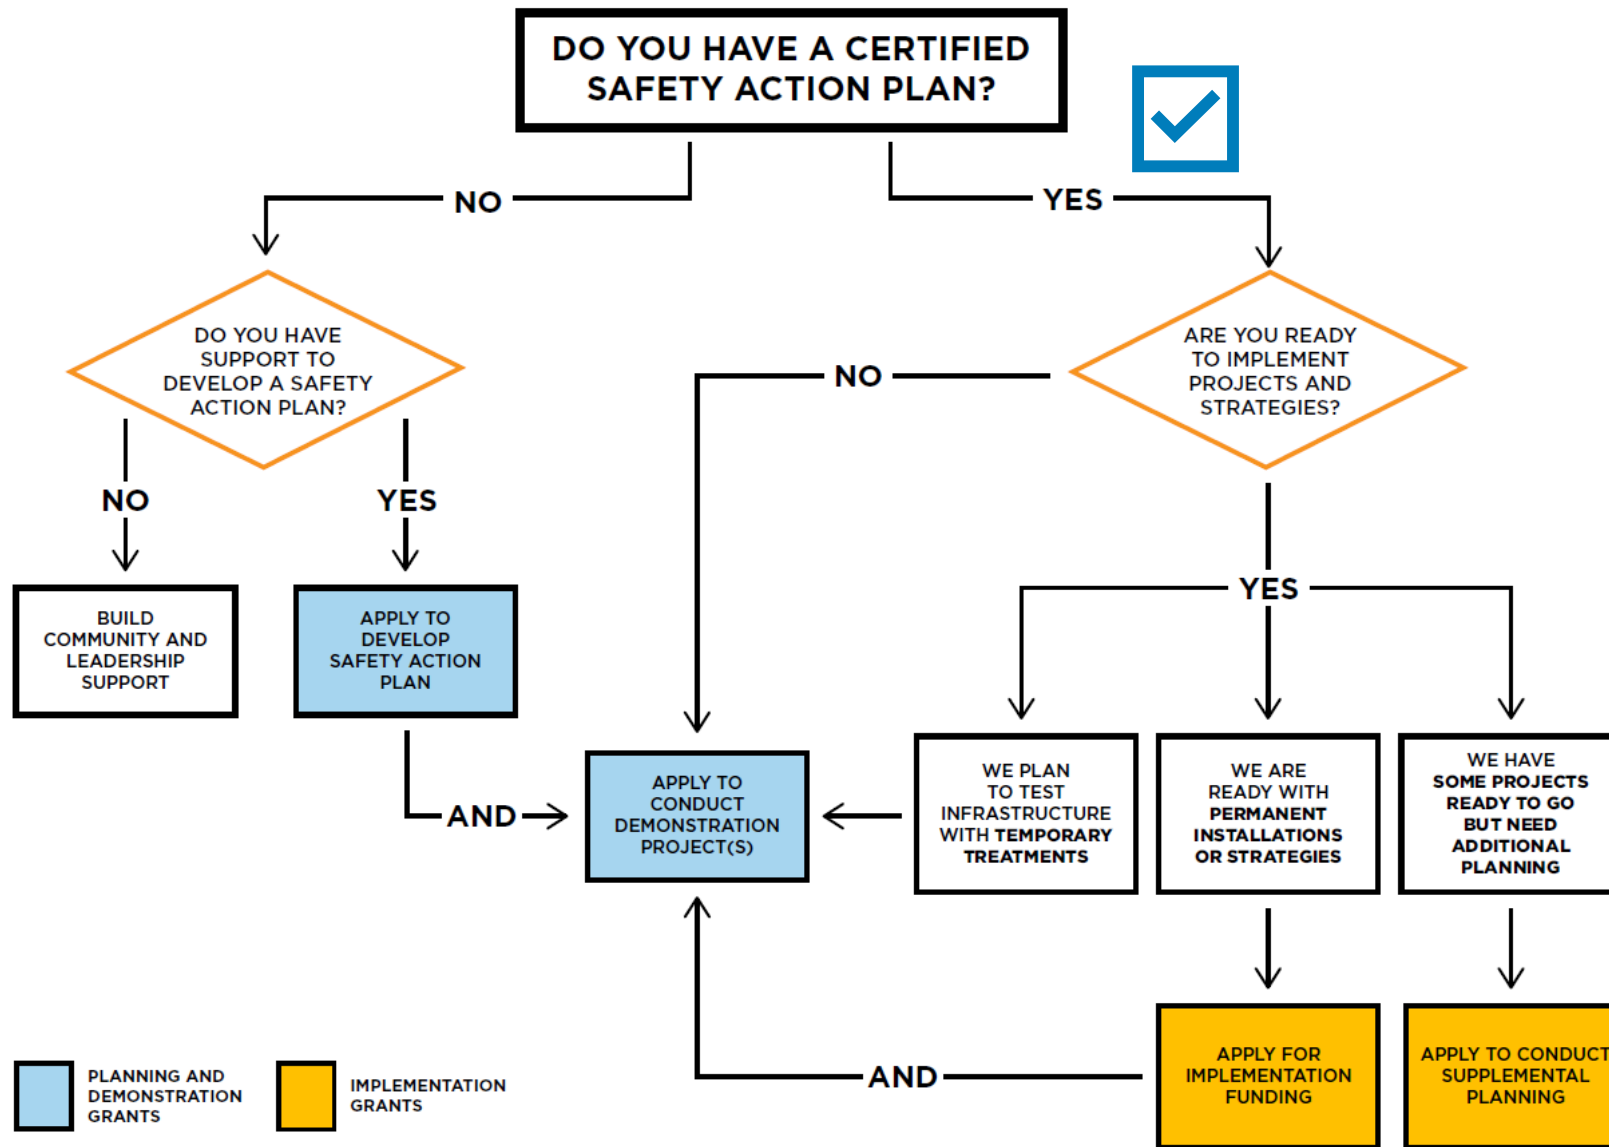 DO YOU HAVE A CERTIFIED
SAFETY ACTION PLAN?
NO
YES
DO YOU HAVE
SUPPORT TO
DEVELOP A SAFETY
ACTION PLAN?
ARE YOU READY
TO IMPLEMENT
PROJECTS AND
STRATEGIES?
NO
NO
YES
YES
BUILD
COMMUNITY AND
LEADERSHIP
SUPPORT
APPLY TO
DEVELOP
SAFETY ACTION
PLAN
AND
APPLY TO
CONDUCT
DEMONSTRATION
PROJECT(S)
WE PLAN
TO TEST
INFRASTRUCTURE
WITH TEMPORARY
TREATMENTS
WE ARE
READY WITH
PERMANENT
INSTALLATIONS
OR STRATEGIES
WE HAVE
SOME PROJECTS
READY TO GO
BUT NEED
ADDITIONAL
PLANNING
AND
APPLY FOR
IMPLEMENTATION
FUNDING
APPLY TO CONDUCT
SUPPLEMENTAL
PLANNING
PLANNING AND
DEMONSTRATION
GRANTS
IMPLEMENTATION
GRANTS